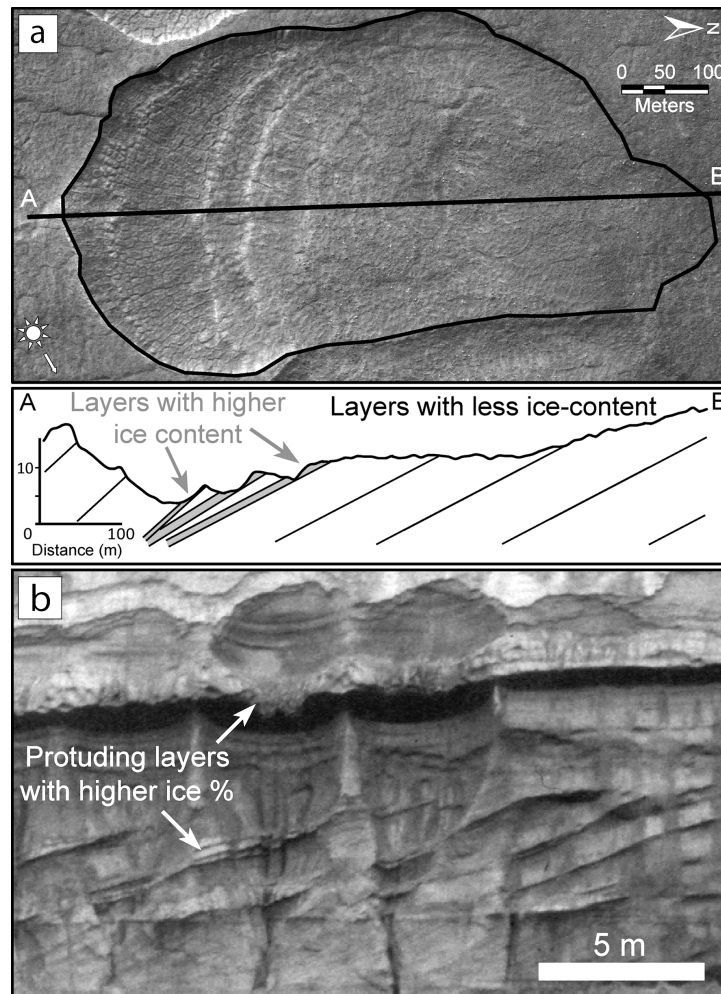 a
N
0 50 100
Meters
A
B
A
Layers with higher
ice content
Layers with less ice-content
10
0
100
Distance (m)
b
Protuding layers
with higher ice %
5 m